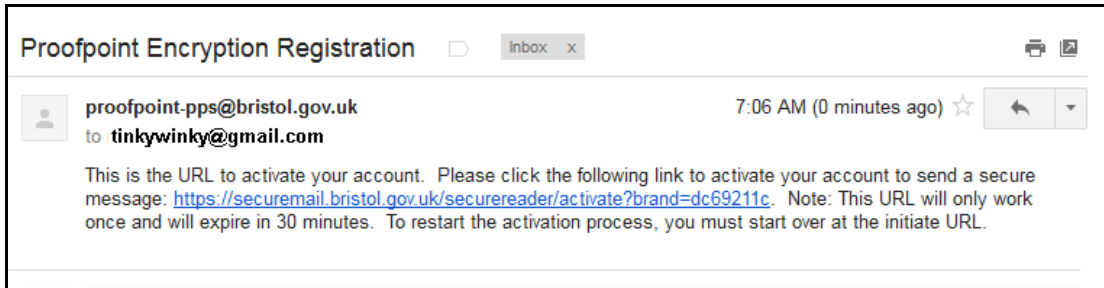 Proofpoint Encryption Registration Inbox x
proofpoint-pps@bristol.gov.uk 7:06 AM (0 minutes ago)
to tinkywinky@gmail.com
This is the URL to activate your account. Please click the following link to activate your account to send a secure
message: https://securemail.bristol.gov.uk/securereader/activate?brand=dc69211c. Note: This URL will only work
once and will expire in 30 minutes. To restart the activation process, you must start over at the initiate URL.